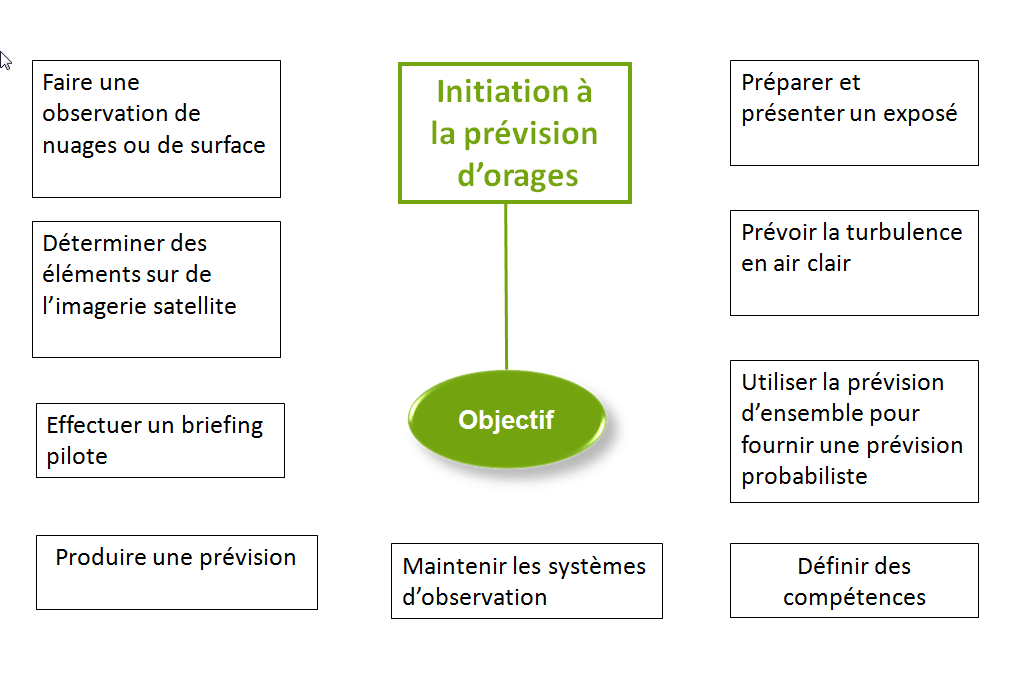 Faire une
observation de
nuages ou de surface
Déterminer des
éléments sur de
l’imagerie satellite
Effectuer un briefing
pilote
Produire une prévision
Initiation à
la prévision
d’orages
Objectif
Maintenir les systèmes
d’observation
Préparer et
présenter un exposé
Prévoir la turbulence
en air clair
Utiliser la prévision
d’ensemble pour
fournir une prévision
probabiliste
Définir des
compétences